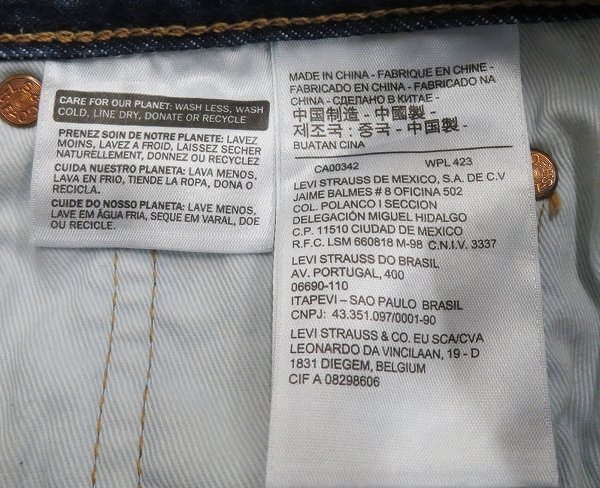 CARE FOR OUR PLANET: WASH LESS, WASH
COLD, LINE DRY, DONATE OR RECYCLE
PRENEZ SOIN DE NOTRE PLANETE: LAVEZ
MOINS, LAVEZ A FROID, LAISSEZ SECHER
NATURELLEMENT, DONNEZ OU RECYCLEZ
CUIDA NUESTRO PLANETA: LAVA MENOS,
LAVA EN FRIO, TIENDE LA ROPA, DONA O
RECICLA.
CUIDE DO NOSSO PLANETA: LAVE MENOS,
LAVE EM ÁGUA FRIA, SEQUE EM VARAL, DOE
OU RECICLE.
MADE IN CHINA - FABRIQUE EN CHINE -
FABRICADO EN CHINA - FABRICADO NA
CHINA - СДЕЛАНО В КИТАЕ -
中国制造 - 中國製 -
제조국 : 중국 - 中国製 -
BUATAN CINA
CA00342 WPL 423
LEVI STRAUSS DE MEXICO, S.A. DE C.V
JAIME BALMES # 8 OFICINA 502
COL. POLANCO I SECCION
DELEGACIÓN MIGUEL HIDALGO
C.P. 11510 CIUDAD DE MEXICO
R.F.C. LSM 660818 M-98 C.N.I.V. 3337
LEVI STRAUSS DO BRASIL
AV. PORTUGAL, 400
06690-110
ITAPEVI – SAO PAULO BRASIL
CNPJ: 43.351.097/0001-90
LEVI STRAUSS & CO. EU SCA/CVA
LEONARDO DA VINCILAAN, 19 - D
1831 DIEGEM, BELGIUM
CIF A 08298606